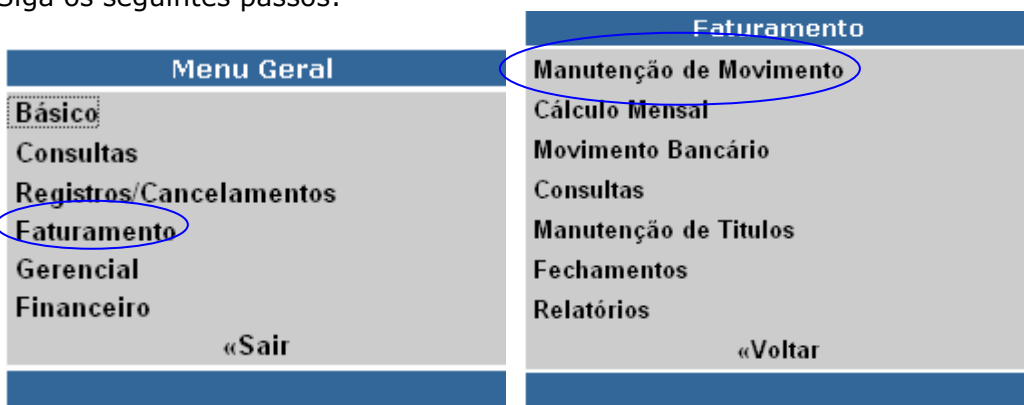 Siga os seguintes passos:
Menu Geral
Básico
Consultas
Registros/Cancelamentos
Faturamento
Gerencial
Financeiro
«Sair
Faturamento
Manutenção de Movimento
Cálculo Mensal
Movimento Bancário
Consultas
Manutenção de Titulos
Fechamentos
Relatórios
«Voltar